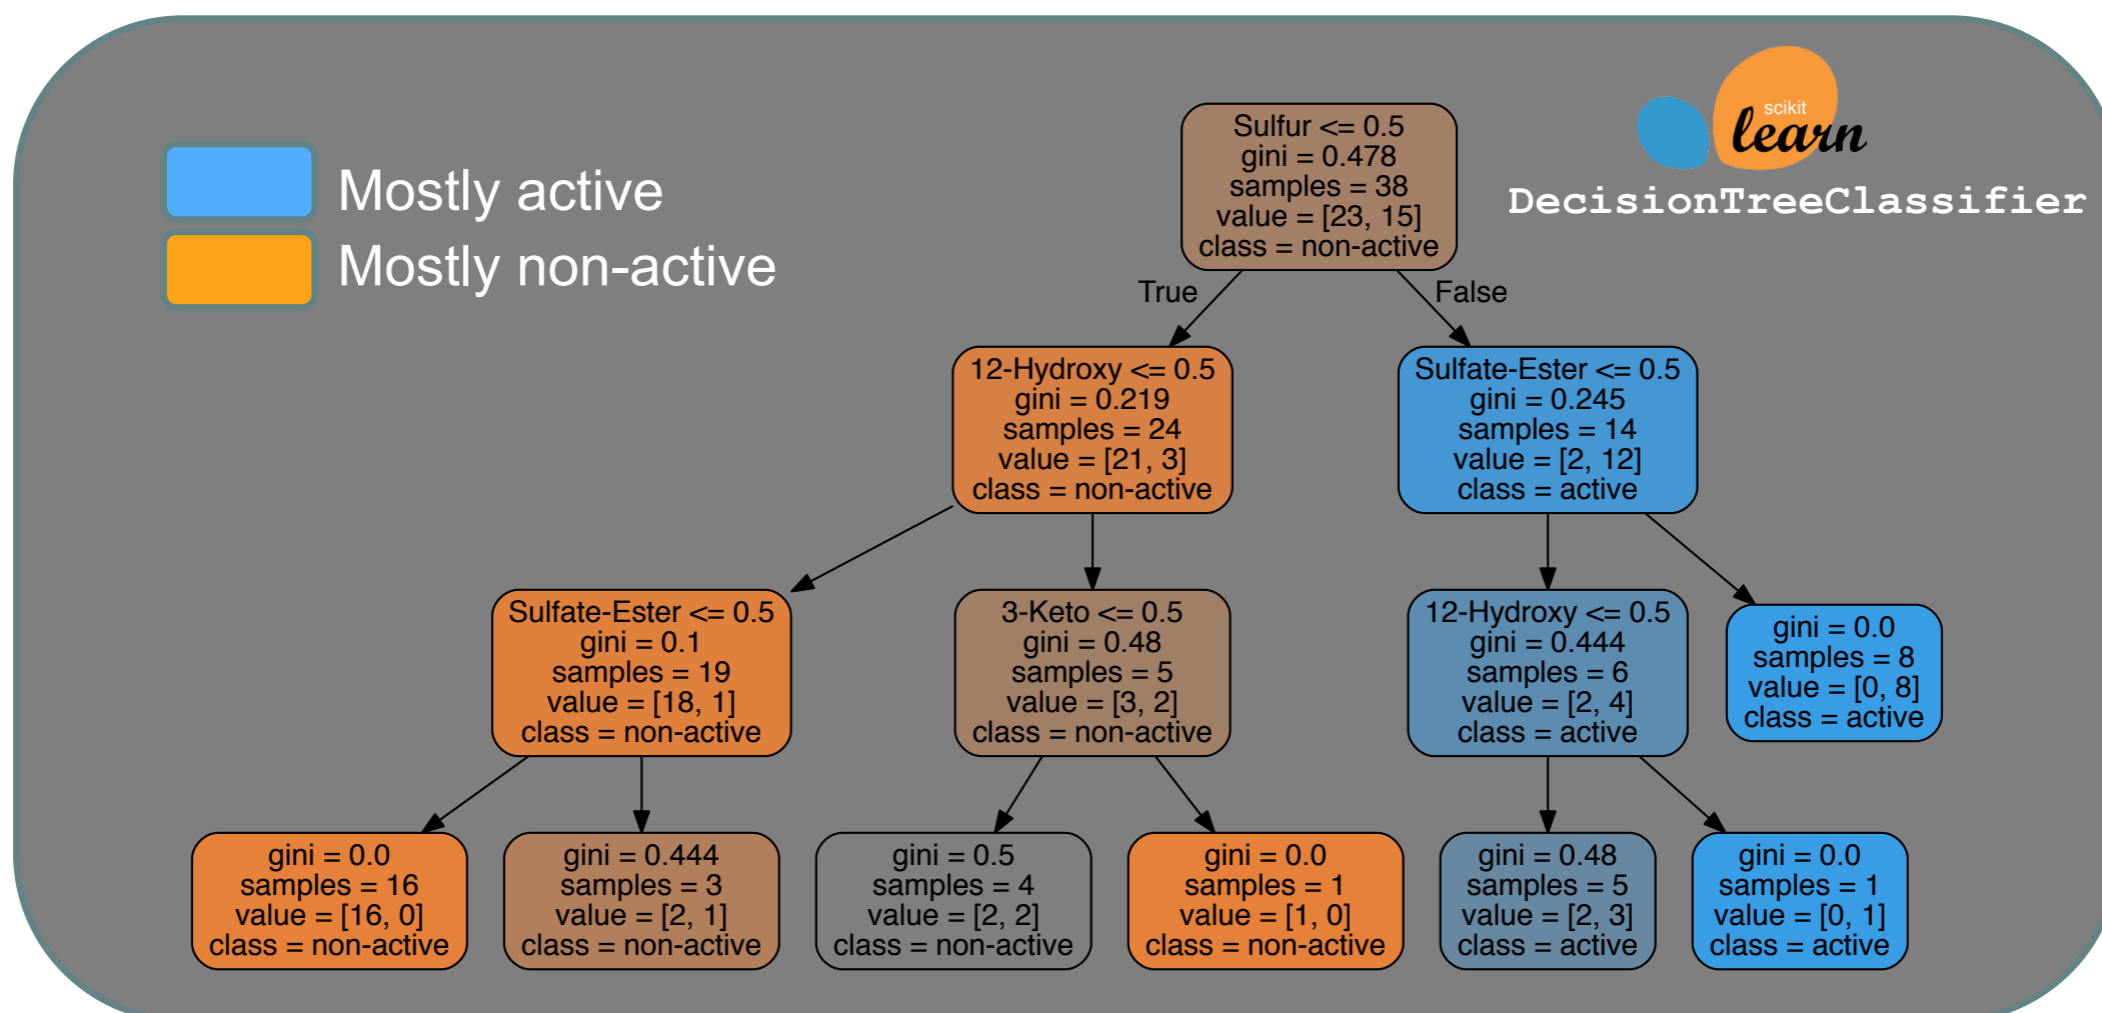 Mostly active
Mostly non-active
scikit
learn
DecisionTreeClassifier
Sulfur <= 0.5
gini = 0.478
samples = 38
value = [23, 15]
class = non-active
True
False
12-Hydroxy <= 0.5
gini = 0.219
samples = 24
value = [21, 3]
class = non-active
Sulfate-Ester <= 0.5
gini = 0.245
samples = 14
value = [2, 12]
class = active
Sulfate-Ester <= 0.5
gini = 0.1
samples = 19
value = [18, 1]
class = non-active
3-Keto <= 0.5
gini = 0.48
samples = 5
value = [3, 2]
class = non-active
12-Hydroxy <= 0.5
gini = 0.444
samples = 6
value = [2, 4]
class = active
gini = 0.0
samples = 8
value = [0, 8]
class = active
gini = 0.0
samples = 16
value = [16, 0]
class = non-active
gini = 0.444
samples = 3
value = [2, 1]
class = non-active
gini = 0.5
samples = 4
value = [2, 2]
class = non-active
gini = 0.0
samples = 1
value = [1, 0]
class = non-active
gini = 0.48
samples = 5
value = [2, 3]
class = active
gini = 0.0
samples = 1
value = [0, 1]
class = active